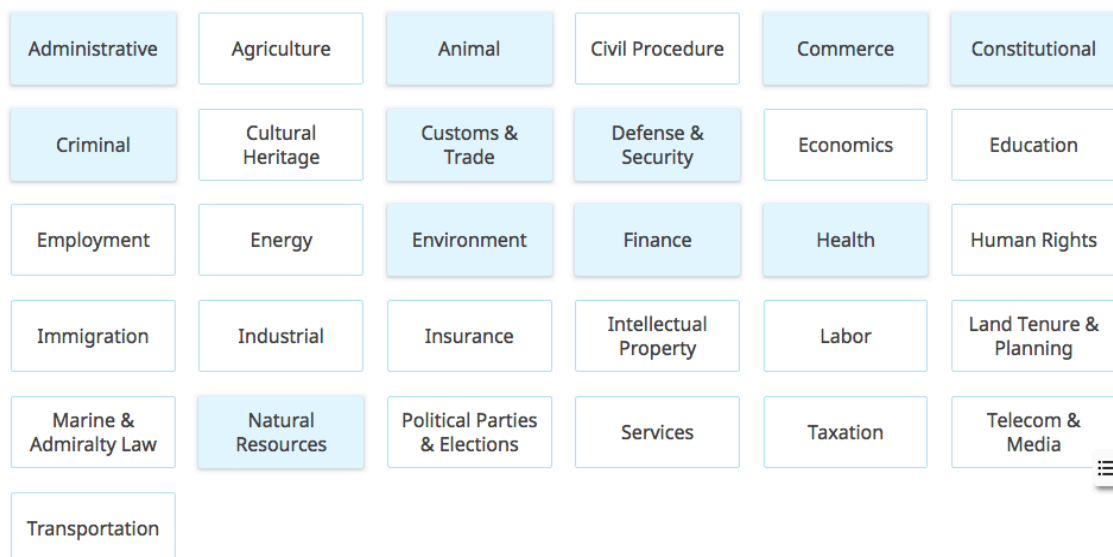 Administrative
Agriculture
Animal
Civil Procedure
Commerce
Constitutional
Criminal
Cultural
Heritage
Customs &
Trade
Defense &
Security
Economics
Education
Employment
Energy
Environment
Finance
Health
Human Rights
Immigration
Industrial
Insurance
Intellectual
Property
Labor
Land Tenure &
Planning
Marine &
Admiralty Law
Natural
Resources
Political Parties
& Elections
Services
Taxation
Telecom &
Media
Transportation